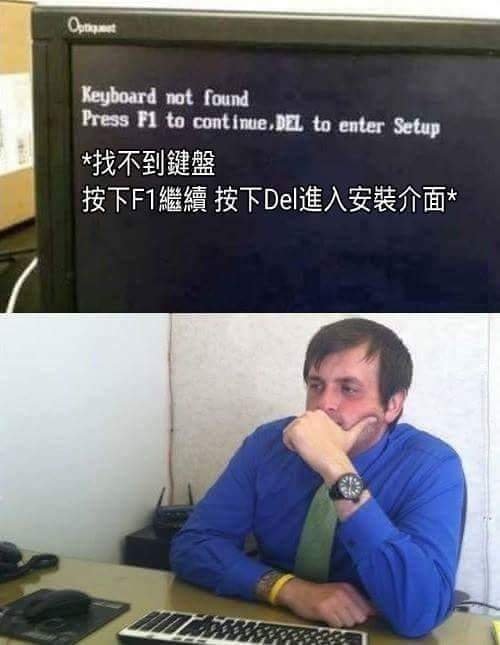 Optiquest
Keyboard not found
Press F1 to continue,DEL to enter Setup
*找不到鍵盤
按下F1繼續 按下Del進入安裝介面*